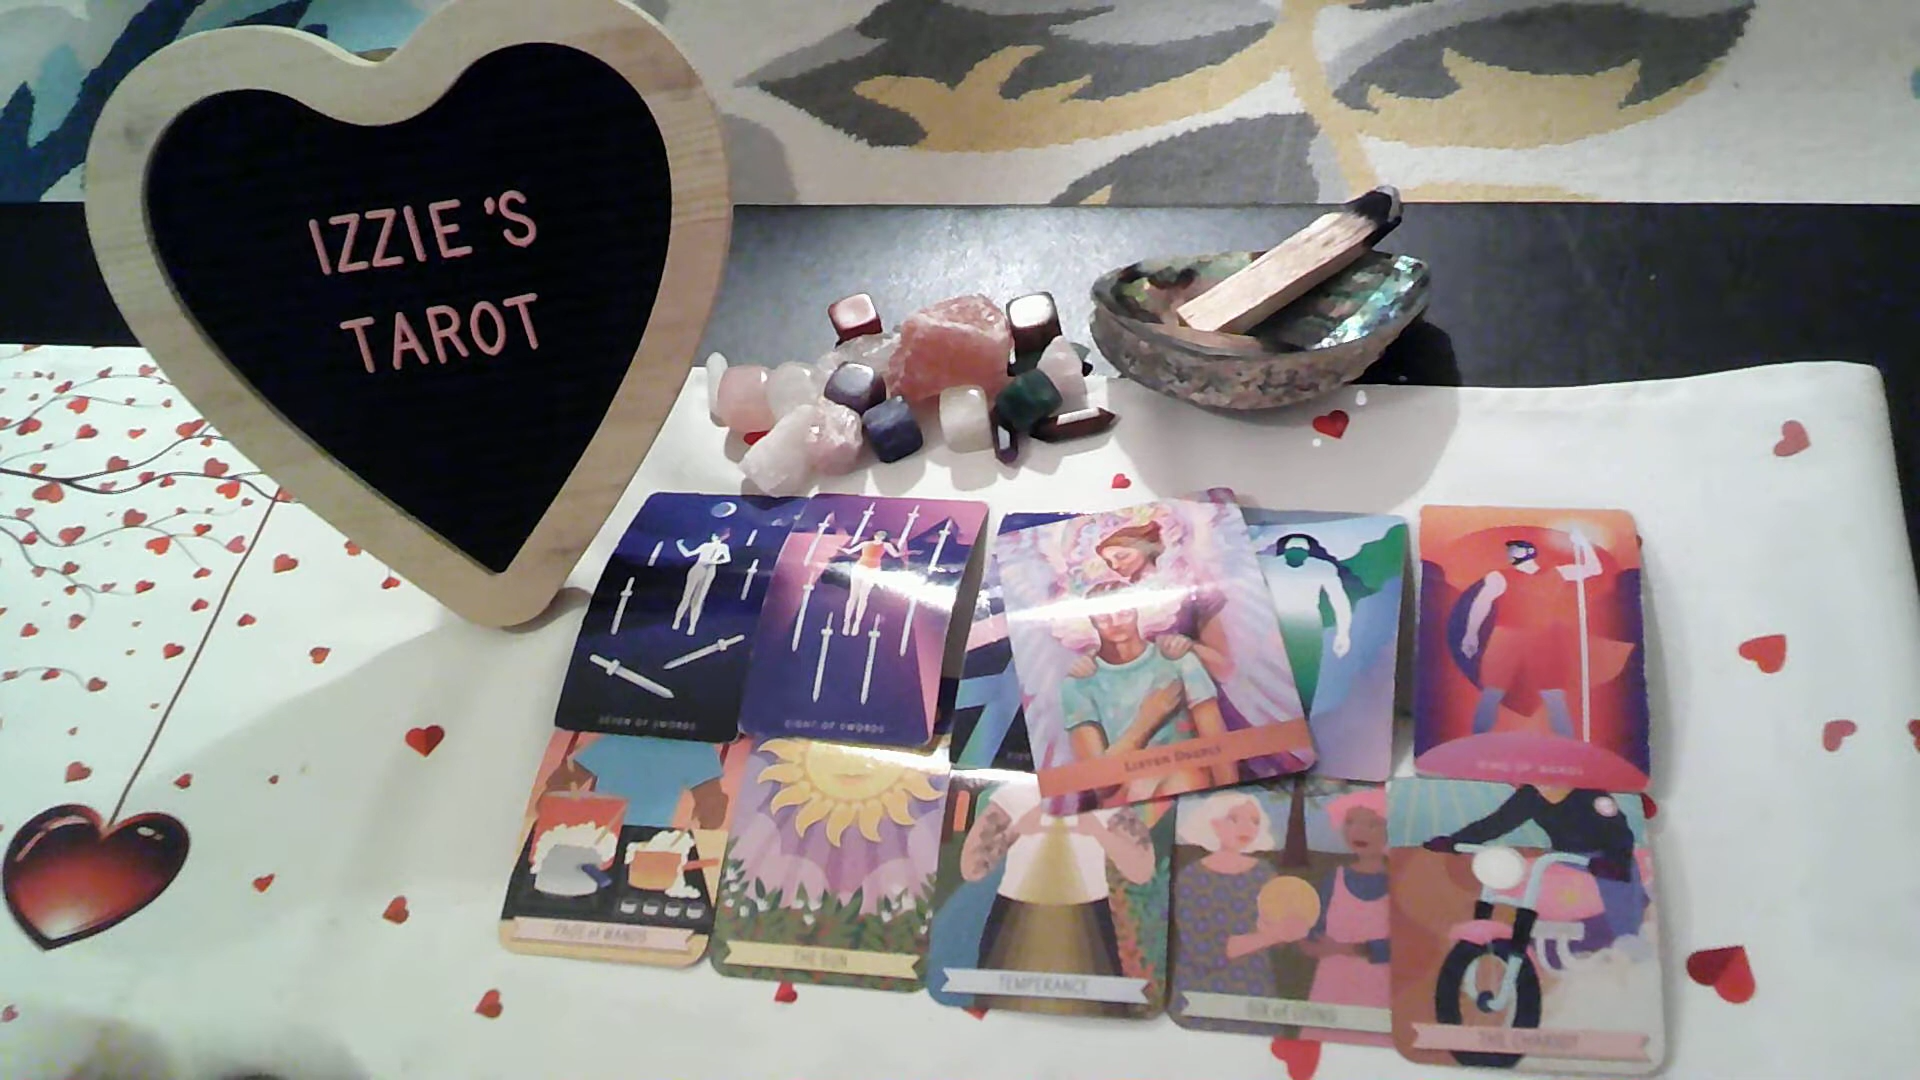 IZZIE'S
TAROT
SEVEN OF SWORDS
EIGHT OF SWORDS
LISTEN DEEPLY
KING OF WANDS
PAGE of WANDS
THE SUN
TEMPERANCE
SIX of COINS
THE CHARIOT